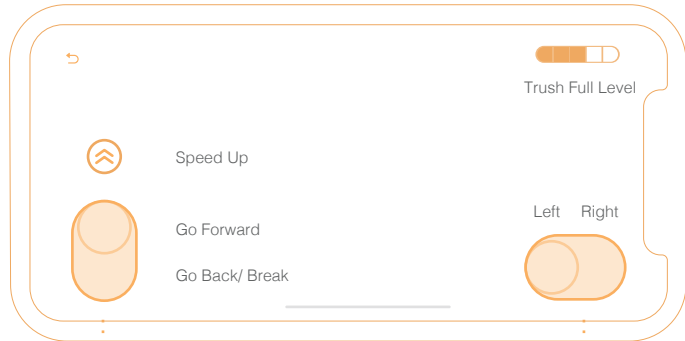 Trush Full Level
Speed Up
Left Right
Go Forward
Go Back/ Break